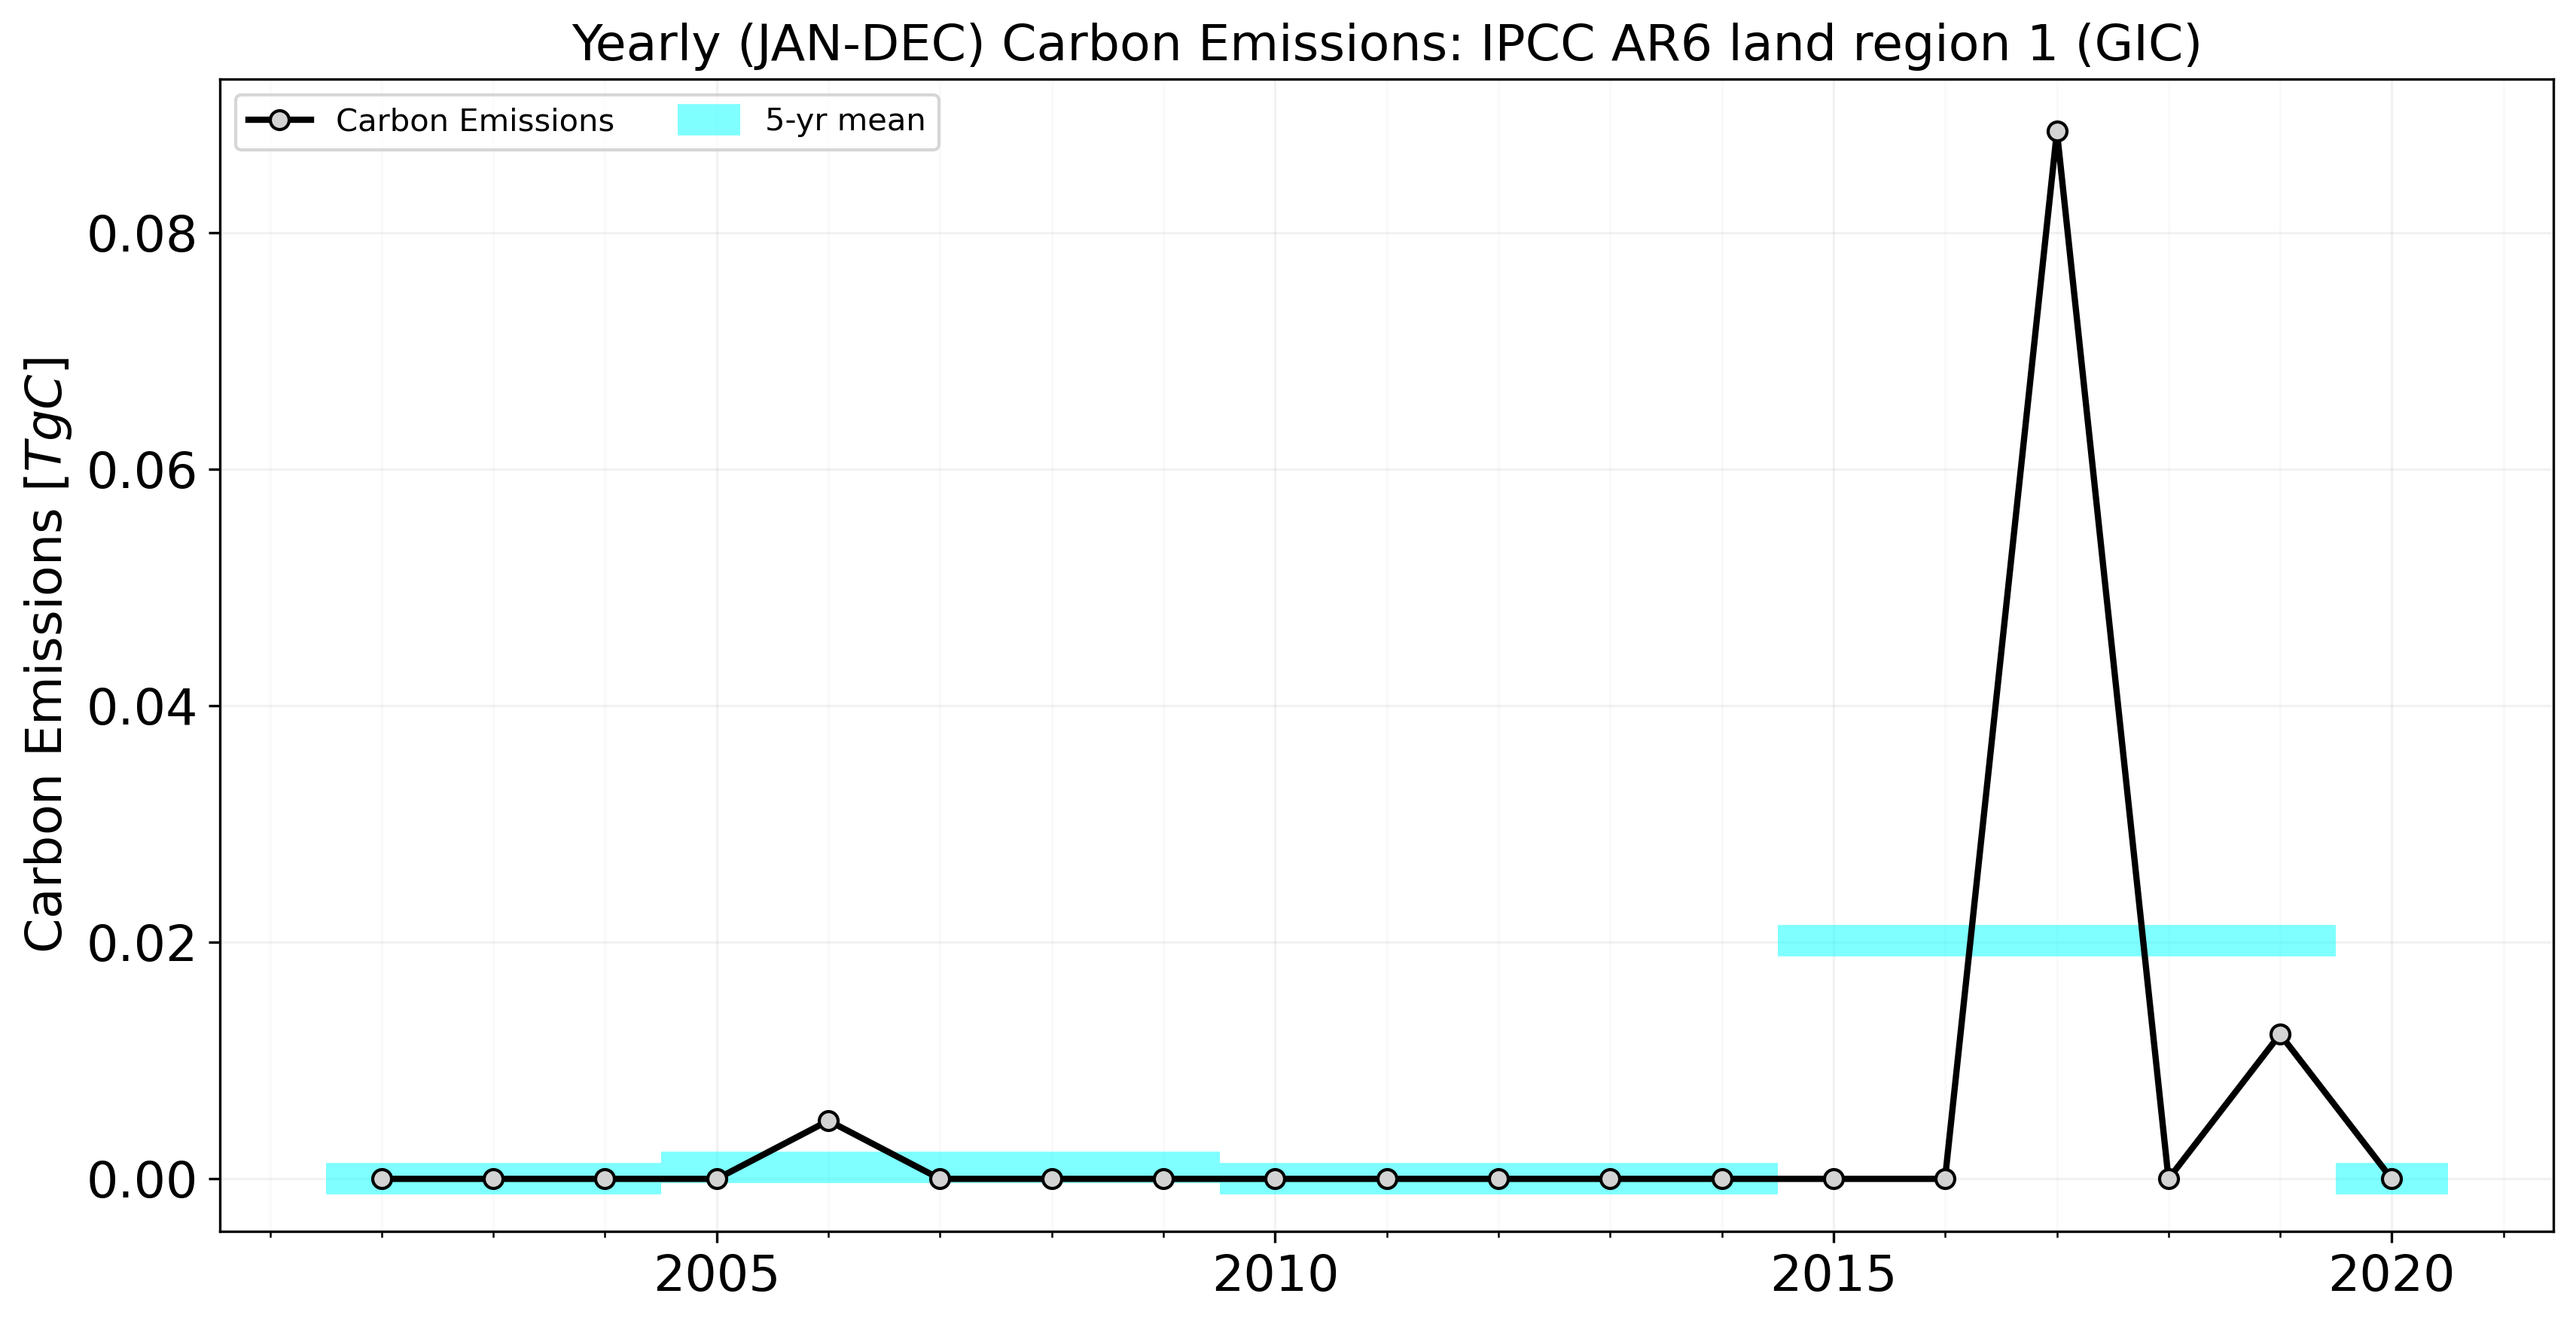 Yearly (JAN-DEC) Carbon Emissions: IPCC AR6 land region 1 (GIC)
Carbon Emissions
5-yr mean
Carbon Emissions [TgC]
0.08
0.06
0.04
0.02
0.00
2005
2010
2015
2020